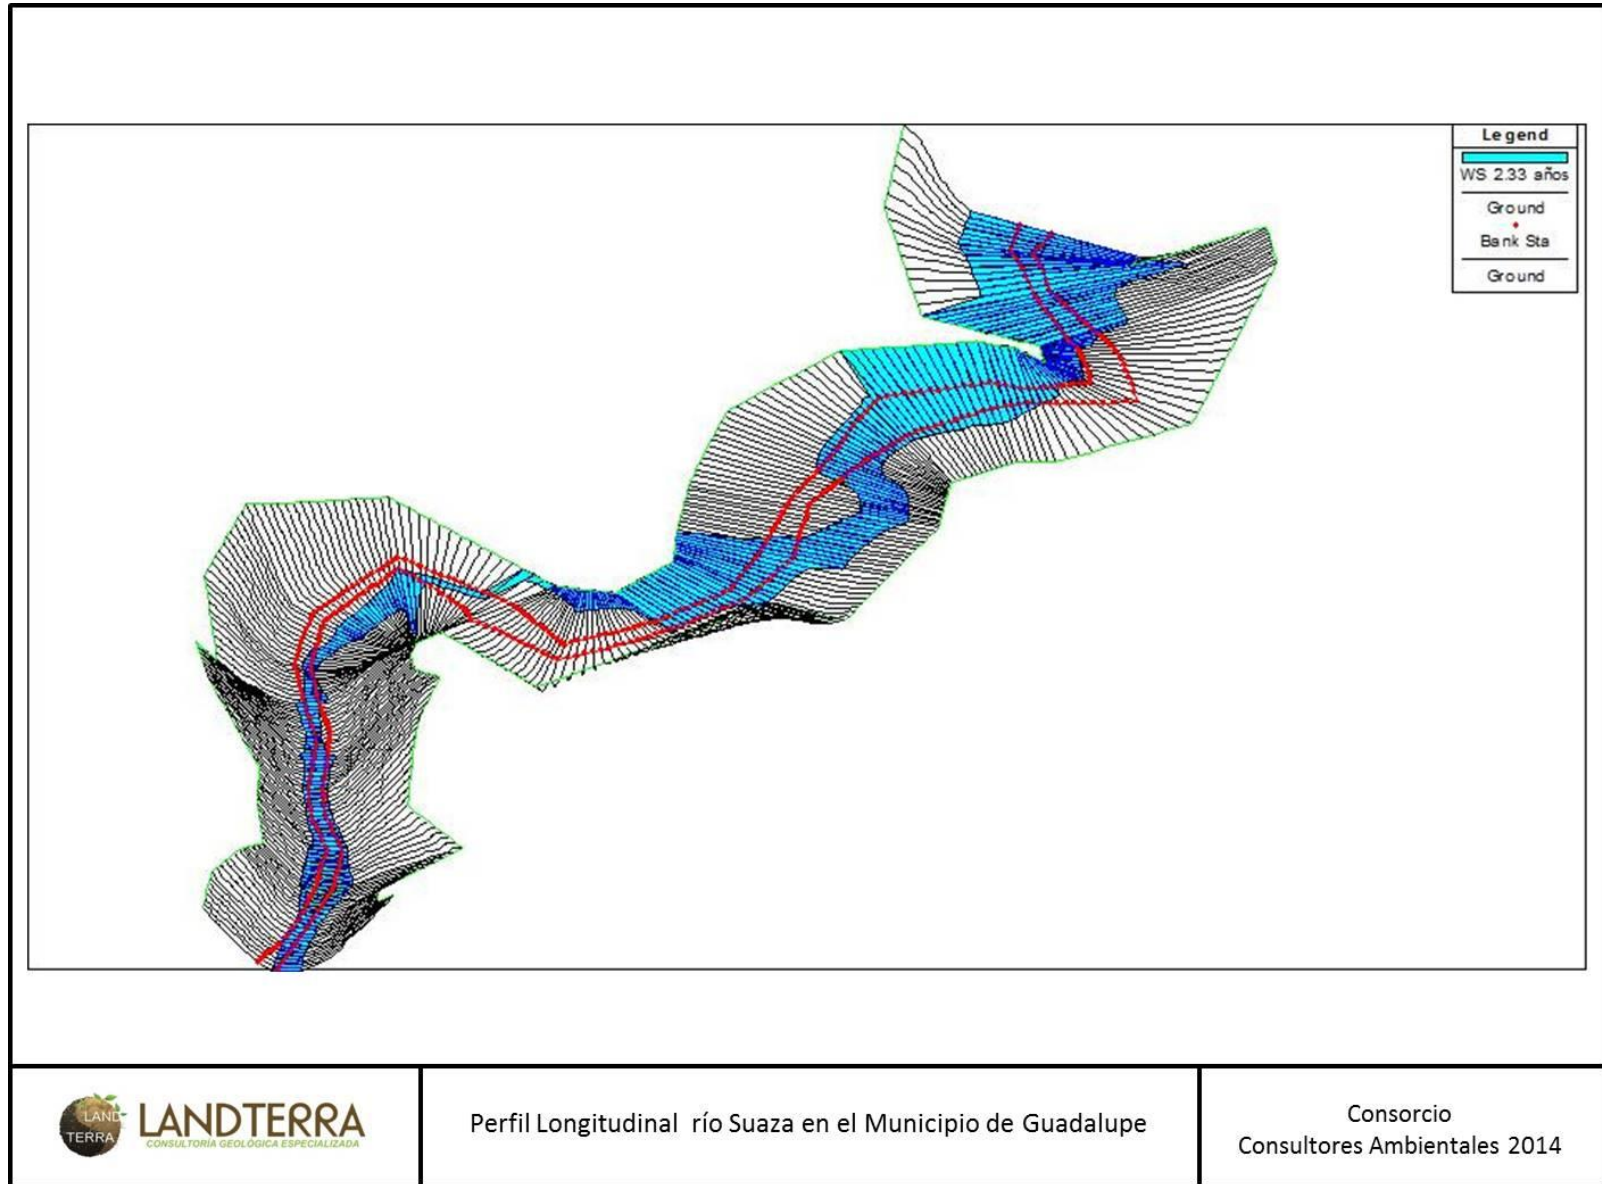 Legend
WS 2.33 años
Ground
Bank Sta
Ground
LAND
TERRA
LANDTERRA
CONSULTORÍA GEOLÓGICA ESPECIALIZADA
Perfil Longitudinal río Suaza en el Municipio de Guadalupe
Consorcio
Consultores Ambientales 2014